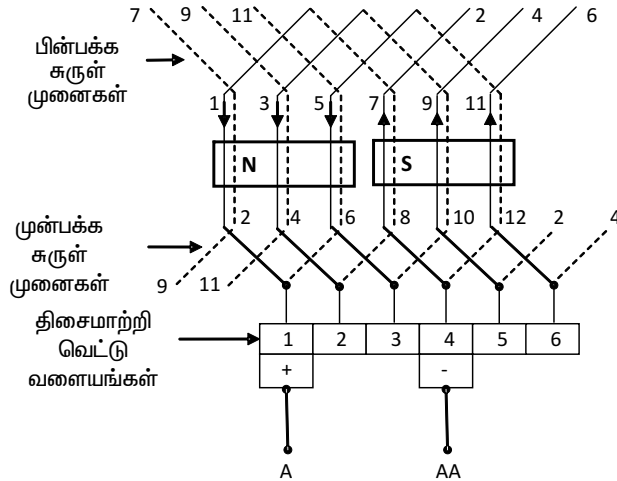 7 9 11 2 4 6
பின்பக்க
சுருள்
முனைகள்
1 3 5 7 9 11
N S
முன்பக்க
சுருள்
முனைகள்
2 4 6 8 10 12 2 4
9 11
திசைமாற்றி
வெட்டு
வளையங்கள்
1 2 3 4 5 6
+ -
A AA